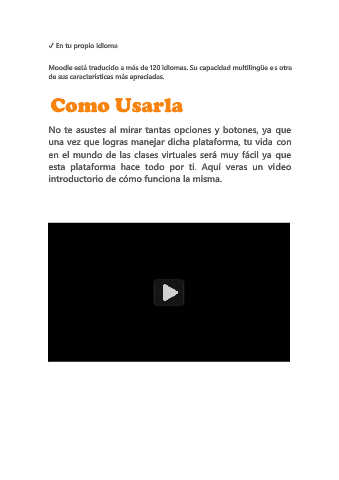 ✓ En tu propio idioma
Moodle está traducido a más de 120 idiomas. Su capacidad multilingüe es otra
de sus características más apreciadas.
Como Usarla
No te asustes al mirar tantas opciones y botones, ya que
una vez que logras manejar dicha plataforma, tu vida con
en el mundo de las clases virtuales será muy fácil ya que
esta plataforma hace todo por ti. Aquí veras un video
introductorio de cómo funciona la misma.